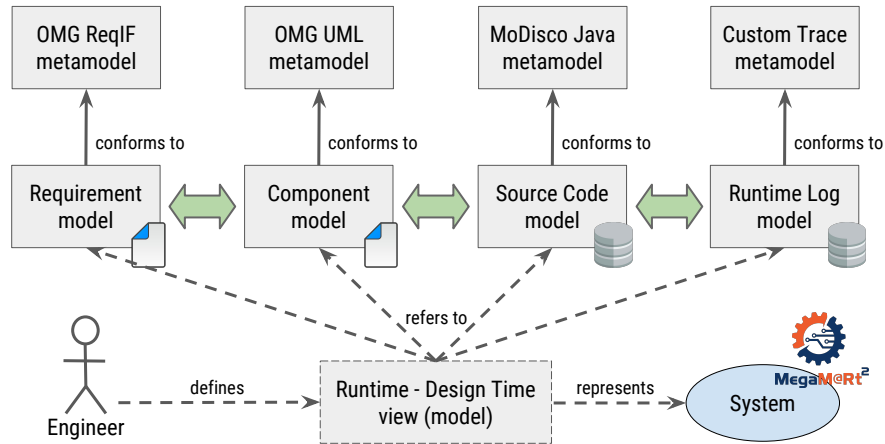 OMG ReqIF
metamodel
OMG UML
metamodel
MoDisco Java
metamodel
Custom Trace
metamodel
conforms to
conforms to
conforms to
conforms to
Requirement
model
Component
model
Source Code
model
Runtime Log
model
refers to
Engineer
defines
Runtime - Design Time
view (model)
represents
MegaM@Rt²
System